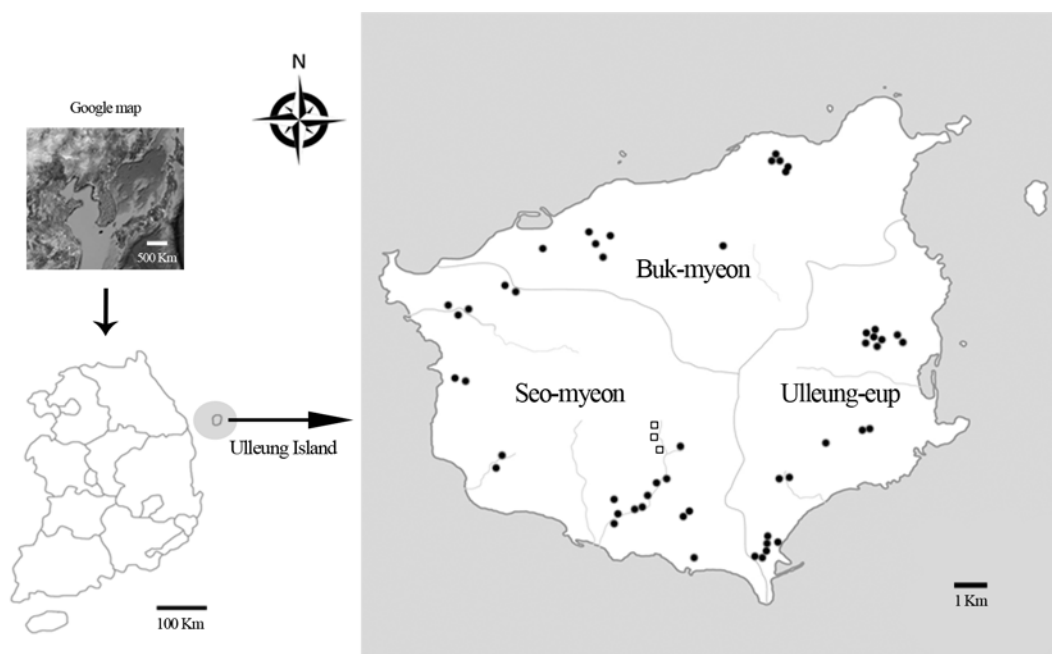 Google map
500 Km
N
Ulleung Island
100 Km
Buk-myeon
Seo-myeon
Ulleung-eup
1 Km